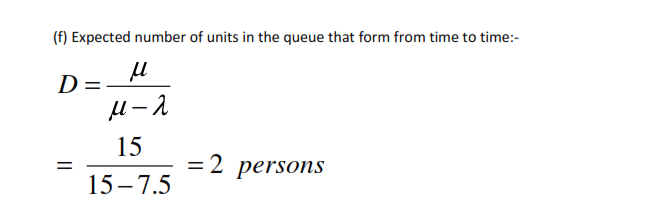 (f) Expected number of units in the queue that form from time to time:-
D = μ / μ − λ
= 15 / 15 − 7.5 = 2 persons